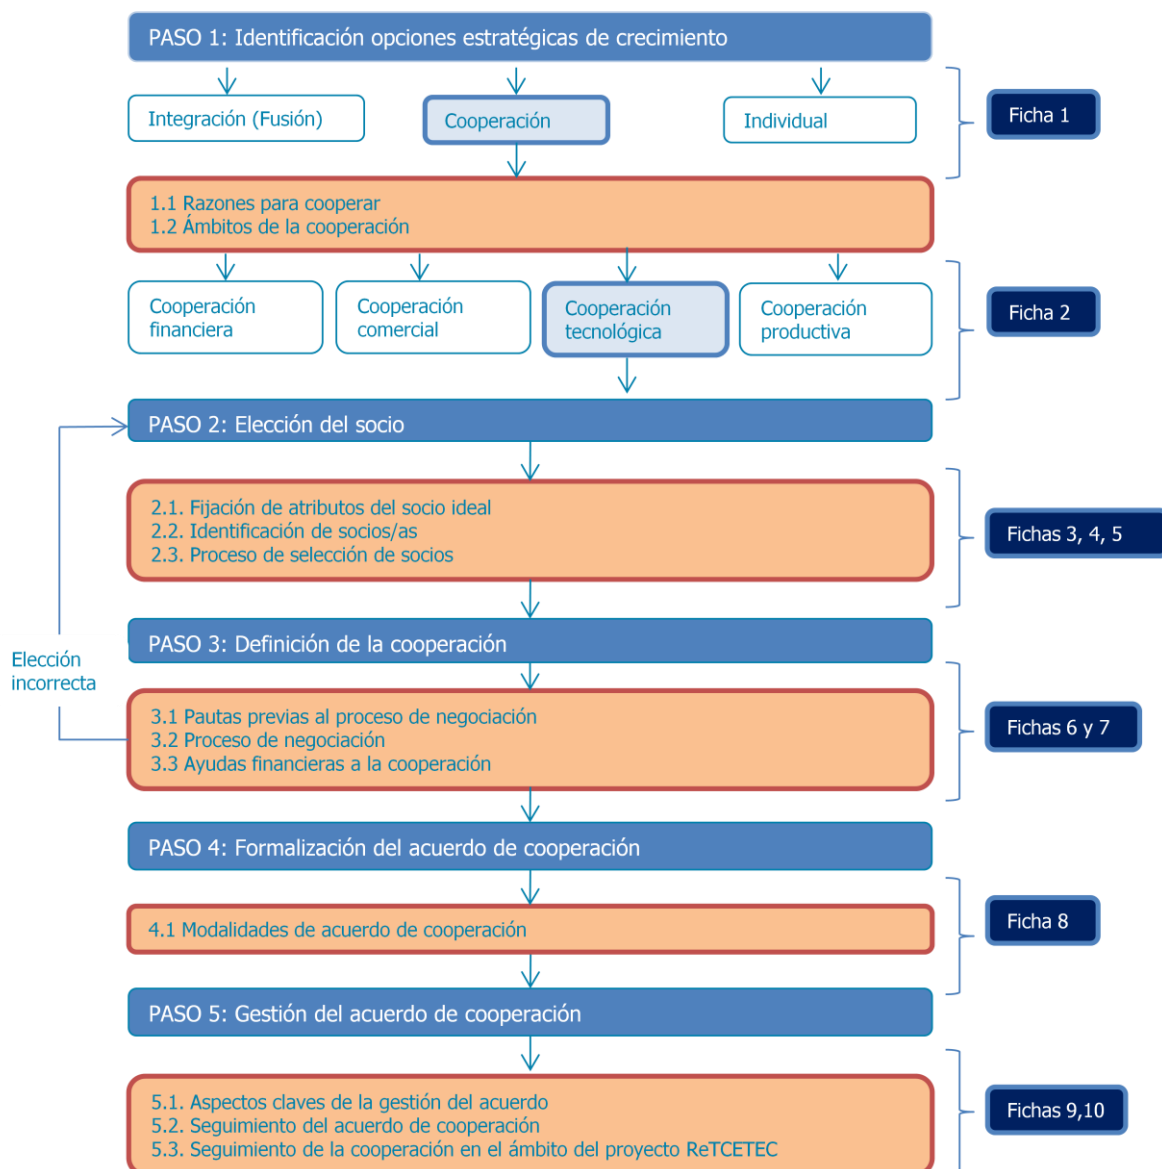 PASO 1: Identificación opciones estratégicas de crecimiento
Integración (Fusión)
Cooperación
Individual
Ficha 1
1.1 Razones para cooperar
1.2 Ámbitos de la cooperación
Cooperación
financiera
Cooperación
comercial
Cooperación
tecnológica
Cooperación
productiva
Ficha 2
PASO 2: Elección del socio
2.1. Fijación de atributos del socio ideal
2.2. Identificación de socios/as
2.3. Proceso de selección de socios
Fichas 3, 4, 5
PASO 3: Definición de la cooperación
Elección
incorrecta
3.1 Pautas previas al proceso de negociación
3.2 Proceso de negociación
3.3 Ayudas financieras a la cooperación
Fichas 6 y 7
PASO 4: Formalización del acuerdo de cooperación
4.1 Modalidades de acuerdo de cooperación
Ficha 8
PASO 5: Gestión del acuerdo de cooperación
5.1. Aspectos claves de la gestión del acuerdo
5.2. Seguimiento del acuerdo de cooperación
5.3. Seguimiento de la cooperación en el ámbito del proyecto ReTCETEC
Fichas 9,10